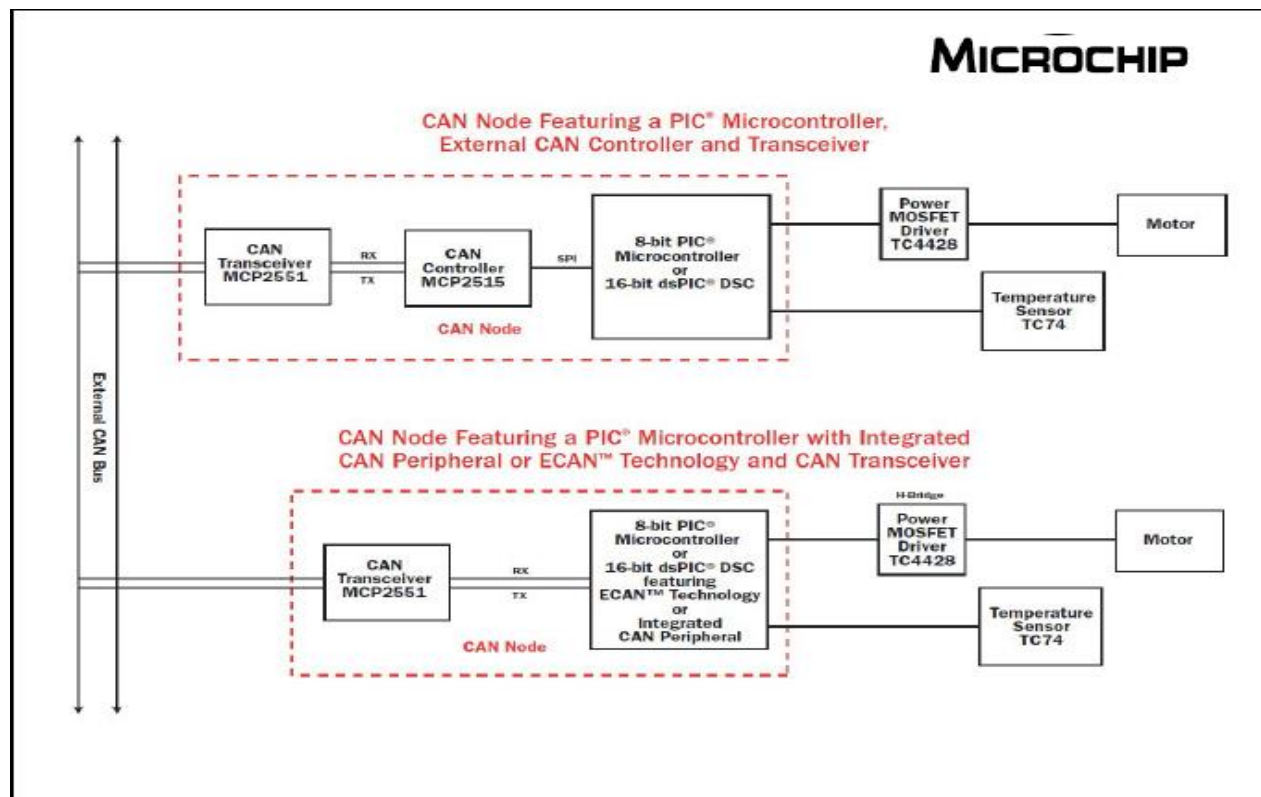 MICROCHIP
CAN Node Featuring a PIC® Microcontroller,
External CAN Controller and Transceiver
CAN
Transceiver
MCP2551
RX
TX
CAN
Controller
MCP2515
SPI
8-bit PIC®
Microcontroller
or
16-bit dsPIC® DSC
CAN Node
Power
MOSFET
Driver
TC4428
Motor
Temperature
Sensor
TC74
External CAN Bus
CAN Node Featuring a PIC® Microcontroller with Integrated
CAN Peripheral or ECAN™ Technology and CAN Transceiver
CAN
Transceiver
MCP2551
RX
TX
8-bit PIC®
Microcontroller
or
16-bit dsPIC® DSC
featuring
ECAN™ Technology
or
Integrated
CAN Peripheral
CAN Node
H-Bridge
Power
MOSFET
Driver
TC4428
Motor
Temperature
Sensor
TC74